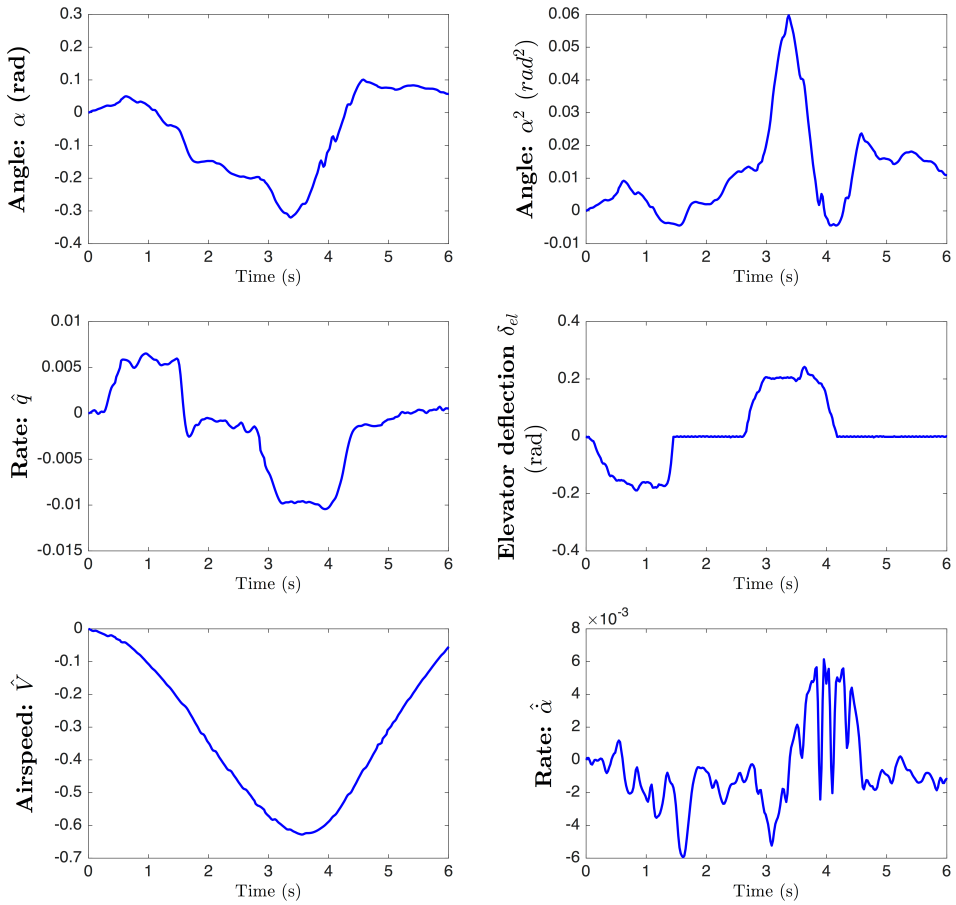 0.3
0.2
0.1
0
-0.1
-0.2
-0.3
-0.4
Angle: α (rad)
0 1 2 3 4 5 6
Time (s)
0.06
0.05
0.04
0.03
0.02
0.01
0
-0.01
Angle: α² (rad²)
0 1 2 3 4 5 6
Time (s)
0.01
0.005
0
-0.005
-0.01
-0.015
Rate: q̂
0 1 2 3 4 5 6
Time (s)
0.4
0.2
0
-0.2
-0.4
Elevator deflection δ_el
(rad)
0 1 2 3 4 5 6
Time (s)
0
-0.1
-0.2
-0.3
-0.4
-0.5
-0.6
-0.7
Airspeed: V̂
0 1 2 3 4 5 6
Time (s)
×10⁻³
8
6
4
2
0
-2
-4
-6
Rate: α̇̂
0 1 2 3 4 5 6
Time (s)